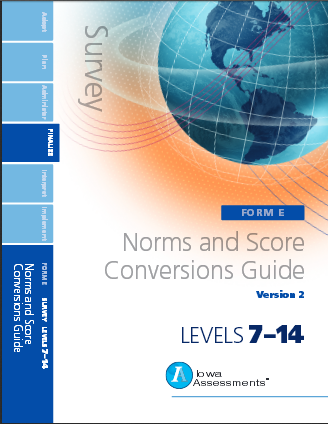 Adopt
Plan
Administer
FINALIZE
Interpret
Implement
FORM E SURVEY LEVELS 7–14
Norms and Score
Conversions Guide
Survey
FORM E
Norms and Score
Conversions Guide
Version 2
LEVELS 7–14
Iowa
Assessments™